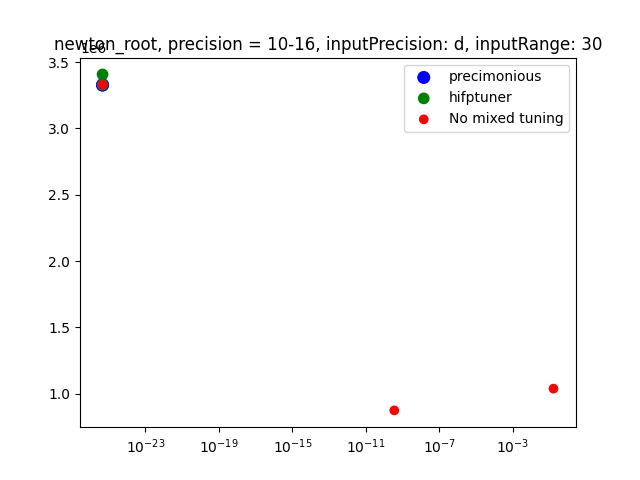 newton_root, precision = 10-16, inputPrecision: d, inputRange: 30
1e6
3.5
3.0
2.5
2.0
1.5
1.0
precimonious
hifptuner
No mixed tuning
10⁻²³ 10⁻¹⁹ 10⁻¹⁵ 10⁻¹¹ 10⁻⁷ 10⁻³